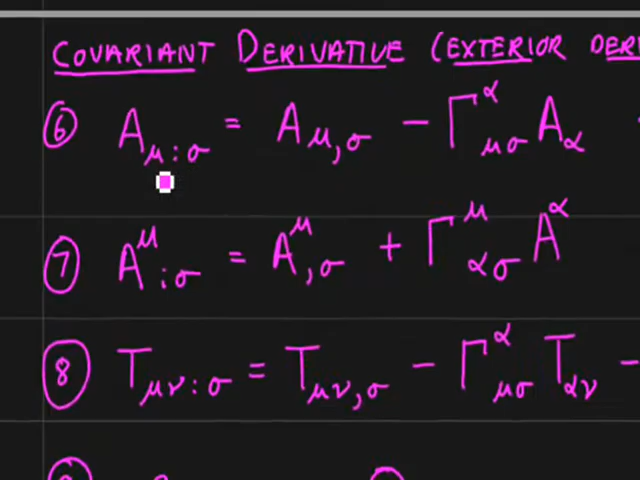 COVARIANT DERIVATIVE (EXTERIOR
⑥ A_{μ:σ} = A_{μ,σ} − Γ^α_{μσ} A_α
⑦ A^μ_{:σ} = A^μ_{,σ} + Γ^μ_{ασ} A^α
⑧ T_{μν:σ} = T_{μν,σ} − Γ^α_{μσ} T_{αν} −